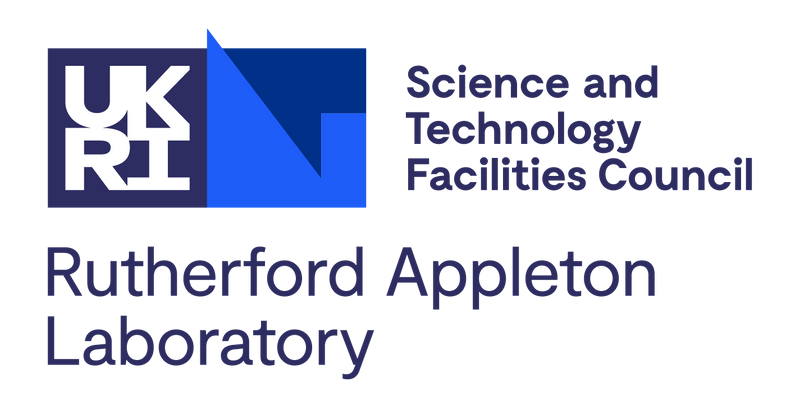 UK
RI
Science and
Technology
Facilities Council
Rutherford Appleton
Laboratory